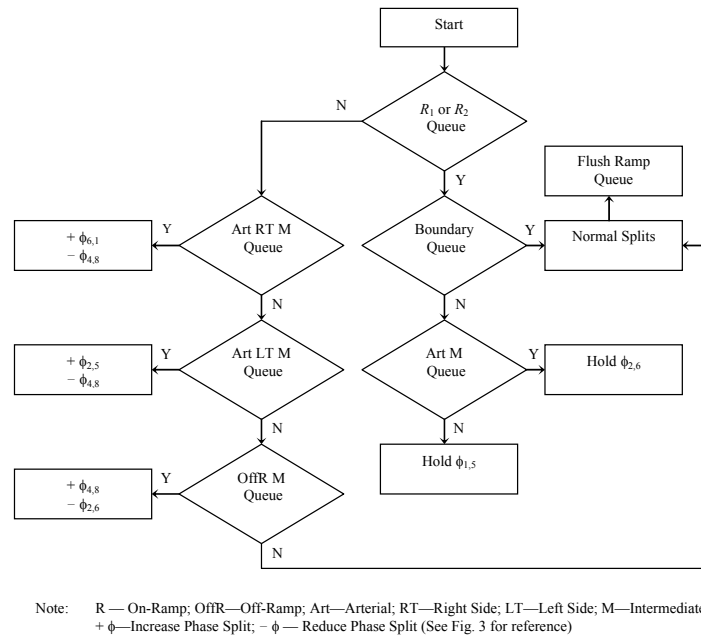 Start
R₁ or R₂
Queue
N
Y
Flush Ramp
Queue
Art RT M
Queue
Y
+ ϕ₆,₁
− ϕ₄,₈
Boundary
Queue
Y
Normal Splits
N
N
Art LT M
Queue
Y
+ ϕ₂,₅
− ϕ₄,₈
Art M
Queue
Y
Hold ϕ₂,₆
N
N
Hold ϕ₁,₅
OffR M
Queue
Y
+ ϕ₄,₈
− ϕ₂,₆
N
Note: R — On-Ramp; OffR—Off-Ramp; Art—Arterial; RT—Right Side; LT—Left Side; M—Intermediate
+ ϕ—Increase Phase Split; − ϕ — Reduce Phase Split (See Fig. 3 for reference)